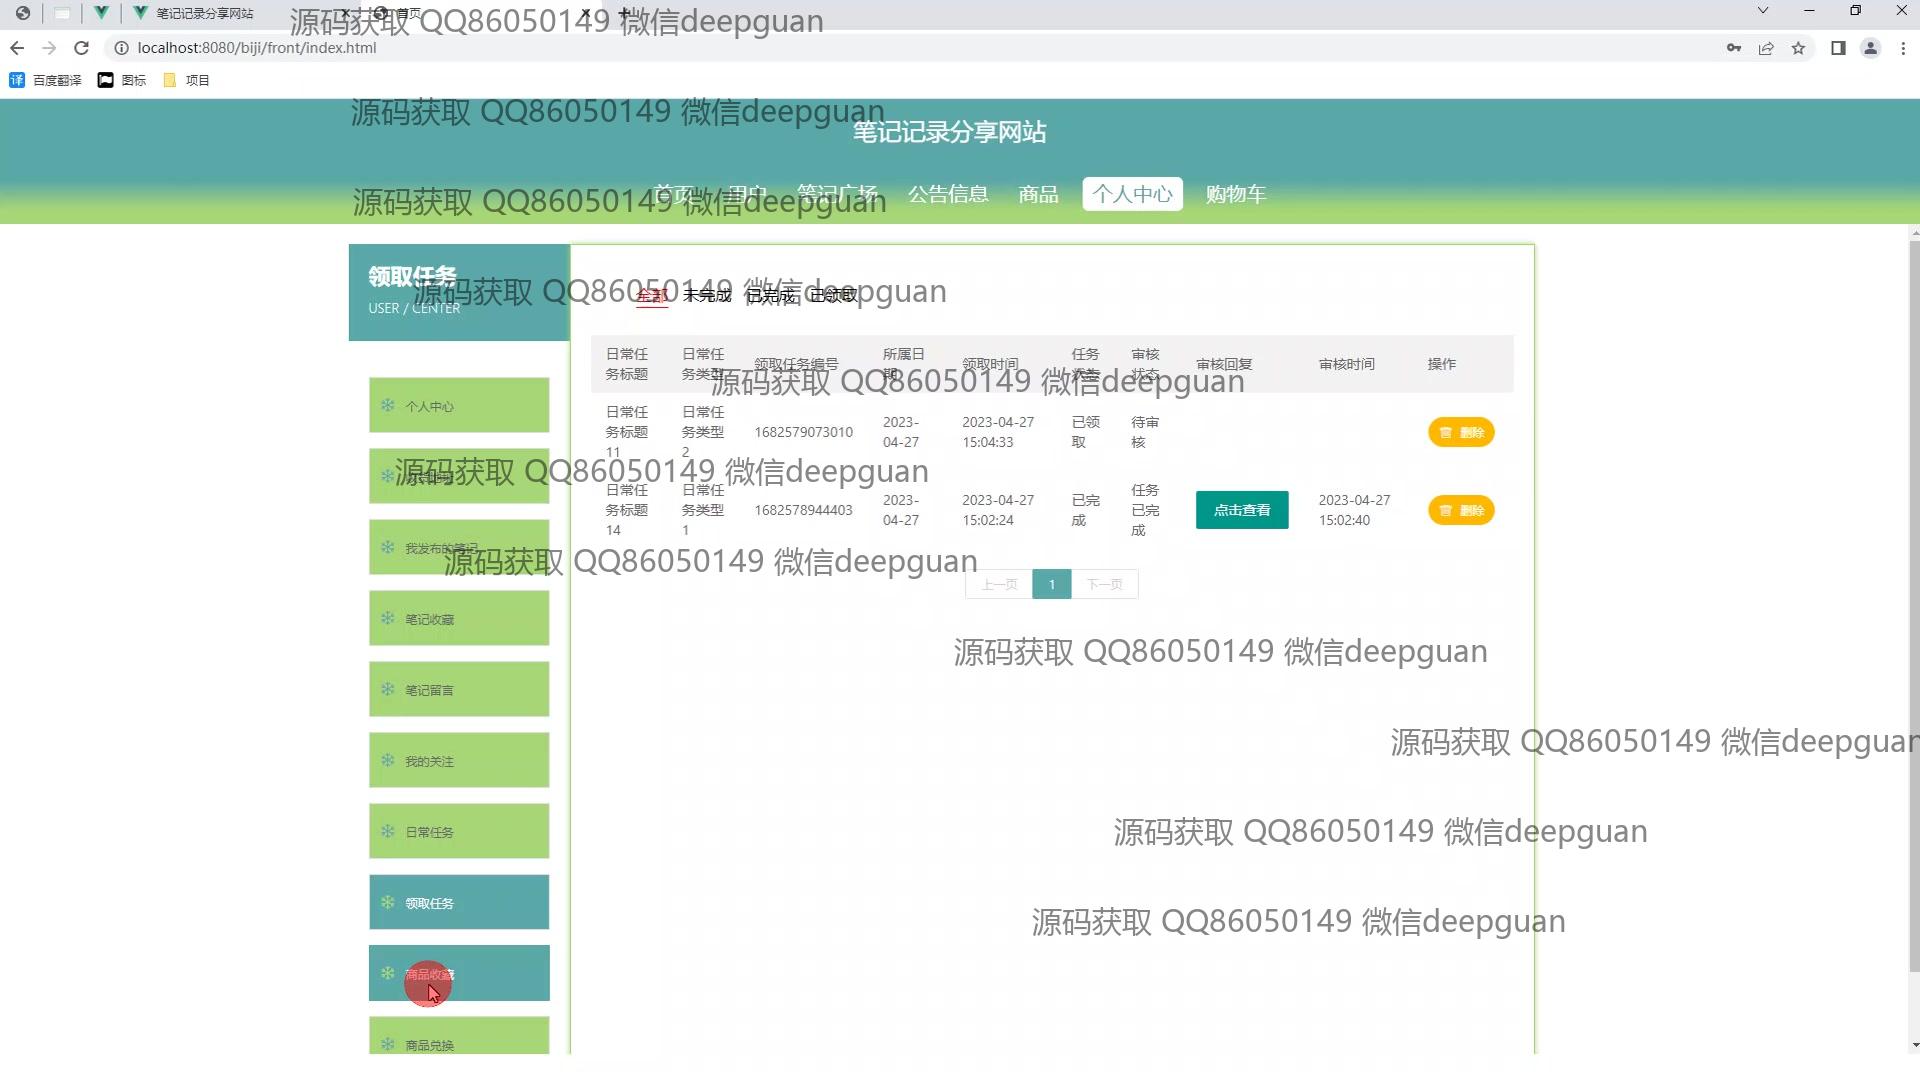 笔记记录分享网站
首页
源码获取 QQ86050149 微信deepguan
localhost:8080/biji/front/index.html
百度翻译 图标 项目
源码获取 QQ86050149 微信deepguan
笔记记录分享网站
首页 用户 笔记广场 公告信息 商品 个人中心 购物车
源码获取 QQ86050149 微信deepguan
领取任务
USER / CENTER
源码获取 QQ86050149 微信deepguan
全部 未完成 已完成 已领取
日常任务标题 日常任务类型 领取任务编号 所属日期 领取时间 任务状态 审核状态 审核回复 审核时间 操作
源码获取 QQ86050149 微信deepguan
日常任务标题11 日常任务类型2 1682579073010 2023-04-27 2023-04-27 15:04:33 已领取 待审核 删除
源码获取 QQ86050149 微信deepguan
日常任务标题14 日常任务类型1 1682578944403 2023-04-27 2023-04-27 15:02:24 已完成 任务已完成 点击查看 2023-04-27 15:02:40 删除
源码获取 QQ86050149 微信deepguan
上一页 1 下一页
个人中心
我发布的笔记
笔记收藏
笔记留言
我的关注
日常任务
领取任务
商品收藏
商品兑换
源码获取 QQ86050149 微信deepguan
源码获取 QQ86050149 微信deepguan
源码获取 QQ86050149 微信deepguan
源码获取 QQ86050149 微信deepguan